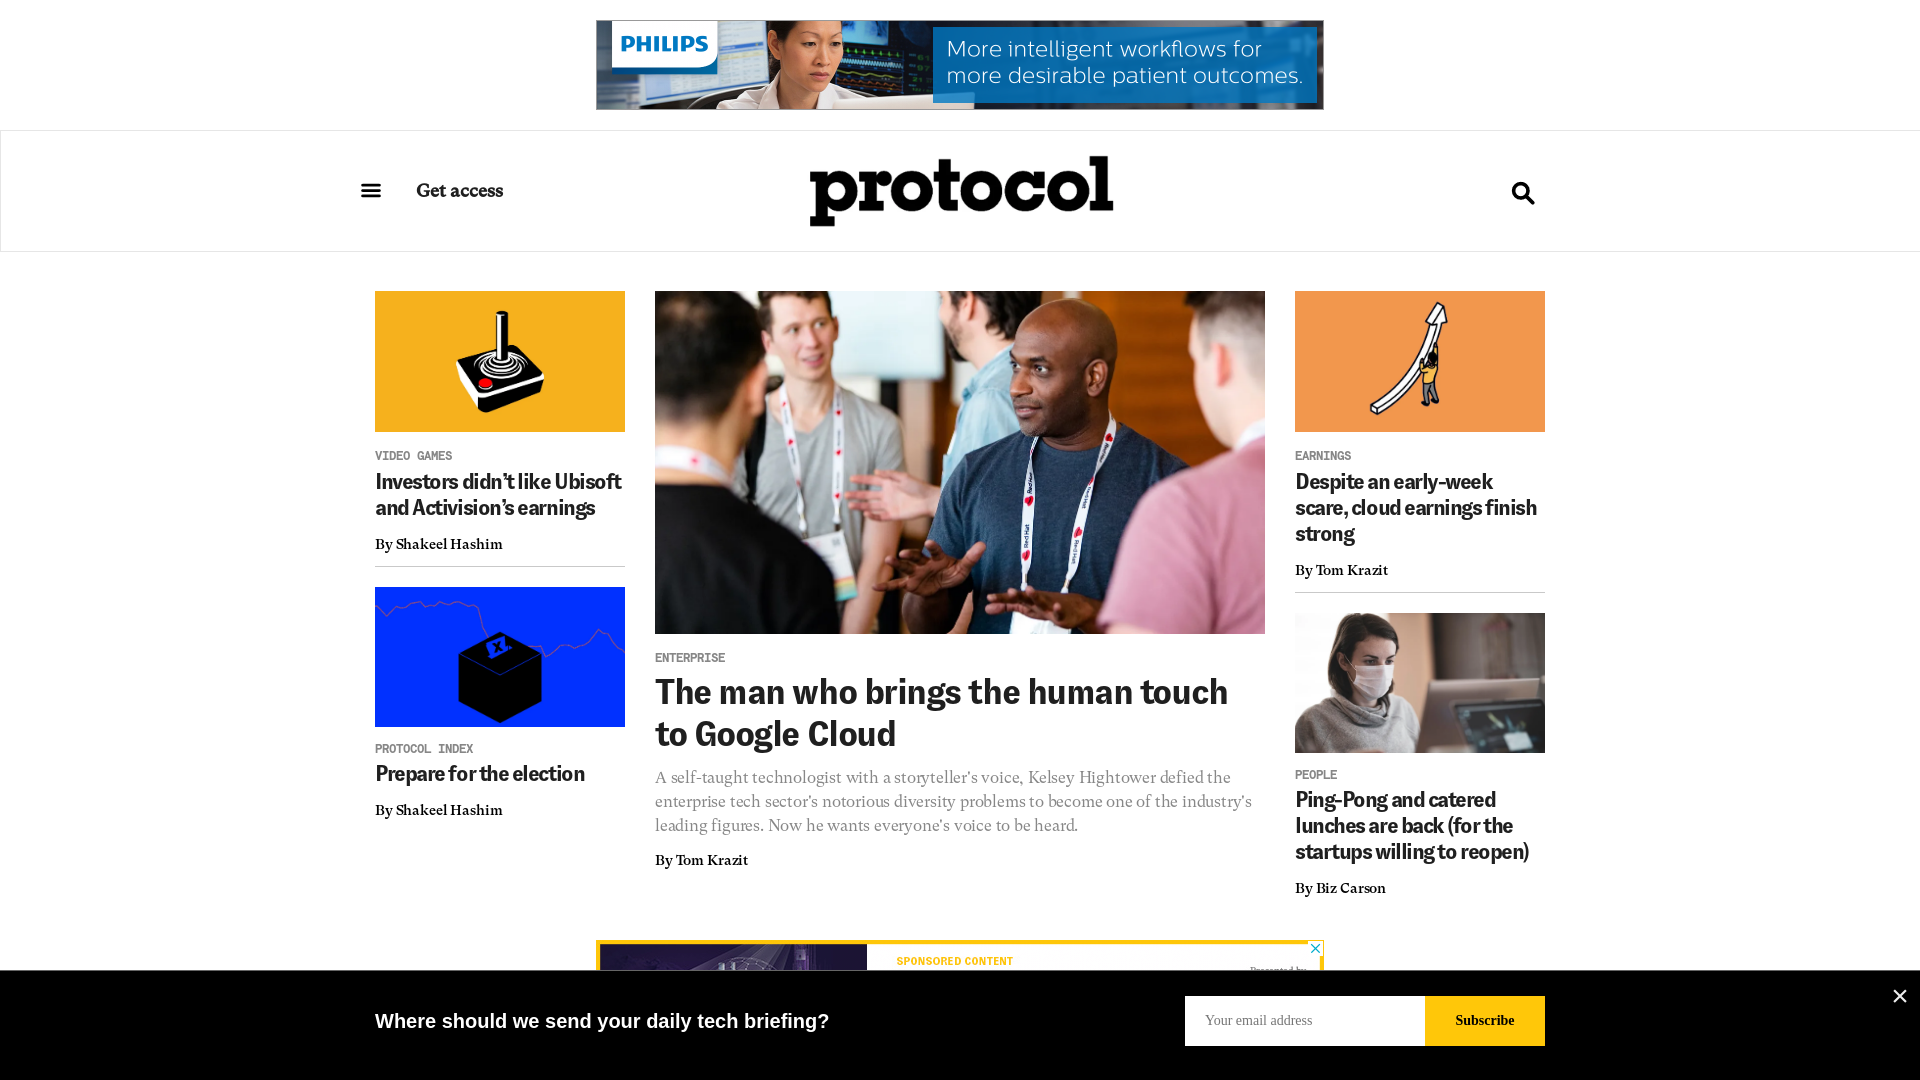 PHILIPS
More intelligent workflows for
more desirable patient outcomes.
Get access
protocol
VIDEO GAMES
Investors didn’t like Ubisoft
and Activision’s earnings
By Shakeel Hashim
PROTOCOL INDEX
Prepare for the election
By Shakeel Hashim
ENTERPRISE
The man who brings the human touch
to Google Cloud
A self-taught technologist with a storyteller's voice, Kelsey Hightower defied the
enterprise tech sector's notorious diversity problems to become one of the industry's
leading figures. Now he wants everyone's voice to be heard.
By Tom Krazit
EARNINGS
Despite an early-week
scare, cloud earnings finish
strong
By Tom Krazit
PEOPLE
Ping-Pong and catered
lunches are back (for the
startups willing to reopen)
By Biz Carson
SPONSORED CONTENT
Presented by
Where should we send your daily tech briefing?
Your email address
Subscribe